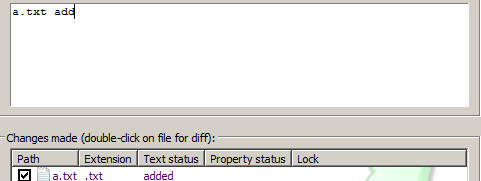 a.txt add
Changes made (double-click on file for diff):
Path Extension Text status Property status Lock
a.txt .txt added